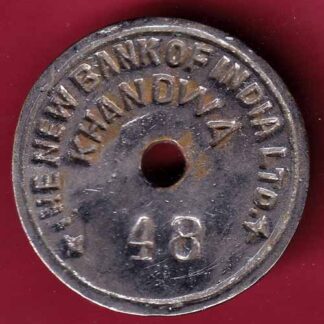 ★ THE NEW BANK OF INDIA LTD. ★
KHANDWA
48